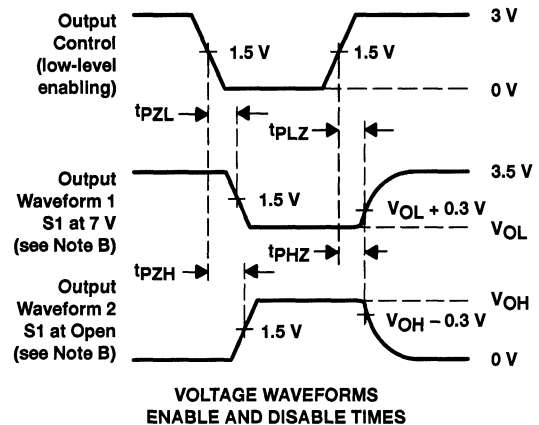 Output
Control
(low-level
enabling)
1.5 V
1.5 V
3 V
0 V
tPZL
tPLZ
Output
Waveform 1
S1 at 7 V
(see Note B)
1.5 V
3.5 V
VOL + 0.3 V
VOL
tPHZ
tPZH
Output
Waveform 2
S1 at Open
(see Note B)
1.5 V
VOH
VOH – 0.3 V
0 V
VOLTAGE WAVEFORMS
ENABLE AND DISABLE TIMES